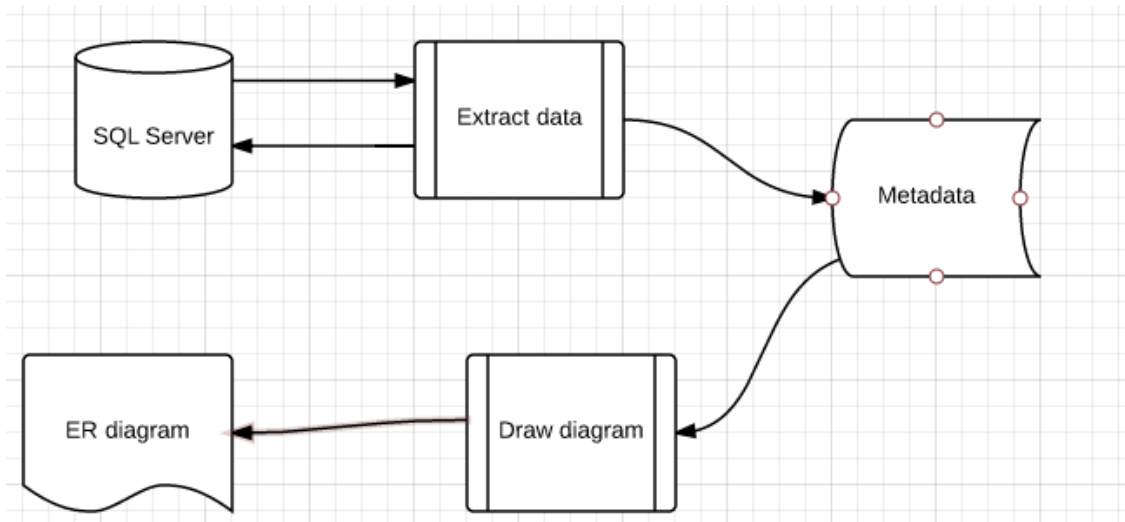 SQL Server
Extract data
Metadata
ER diagram
Draw diagram